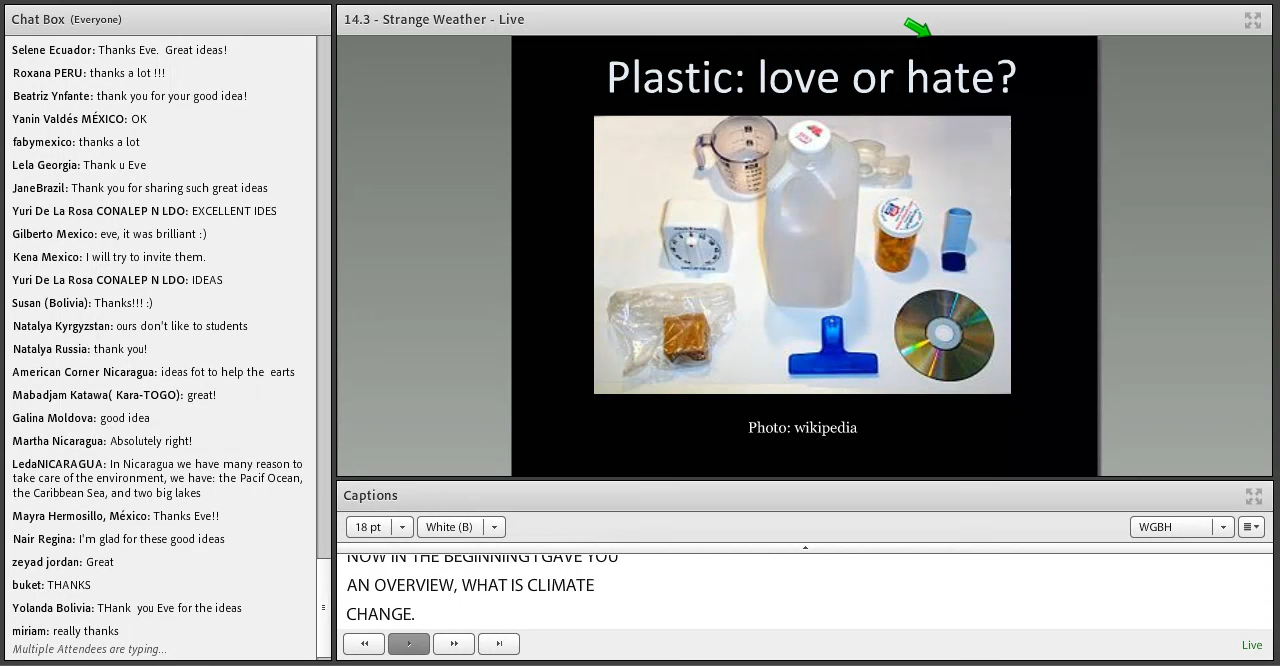 Chat Box (Everyone)
Selene Ecuador: Thanks Eve. Great ideas!
Roxana PERU: thanks a lot !!!
Beatriz Ynfante: thank you for your good idea!
Yanin Valdés MÉXICO: OK
fabymexico: thanks a lot
Lela Georgia: Thank u Eve
JaneBrazil: Thank you for sharing such great ideas
Yuri De La Rosa CONALEP N LDO: EXCELLENT IDES
Gilberto Mexico: eve, it was brilliant :)
Kena Mexico: I will try to invite them.
Yuri De La Rosa CONALEP N LDO: IDEAS
Susan (Bolivia): Thanks!!! :)
Natalya Kyrgyzstan: ours don't like to students
Natalya Russia: thank you!
American Corner Nicaragua: ideas fot to help the earts
Mabadjam Katawa( Kara-TOGO): great!
Galina Moldova: good idea
Martha Nicaragua: Absolutely right!
LedaNICARAGUA: In Nicaragua we have many reason to
take care of the environment, we have: the Pacif Ocean,
the Caribbean Sea, and two big lakes
Mayra Hermosillo, México: Thanks Eve!!
Nair Regina: I'm glad for these good ideas
zeyad jordan: Great
buket: THANKS
Yolanda Bolivia: THank you Eve for the ideas
miriam: really thanks
Multiple Attendees are typing...
14.3 - Strange Weather - Live
Plastic: love or hate?
Photo: wikipedia
Captions
18 pt
White (B)
WGBH
NOW IN THE BEGINNING I GAVE YOU
AN OVERVIEW, WHAT IS CLIMATE
CHANGE.
Live